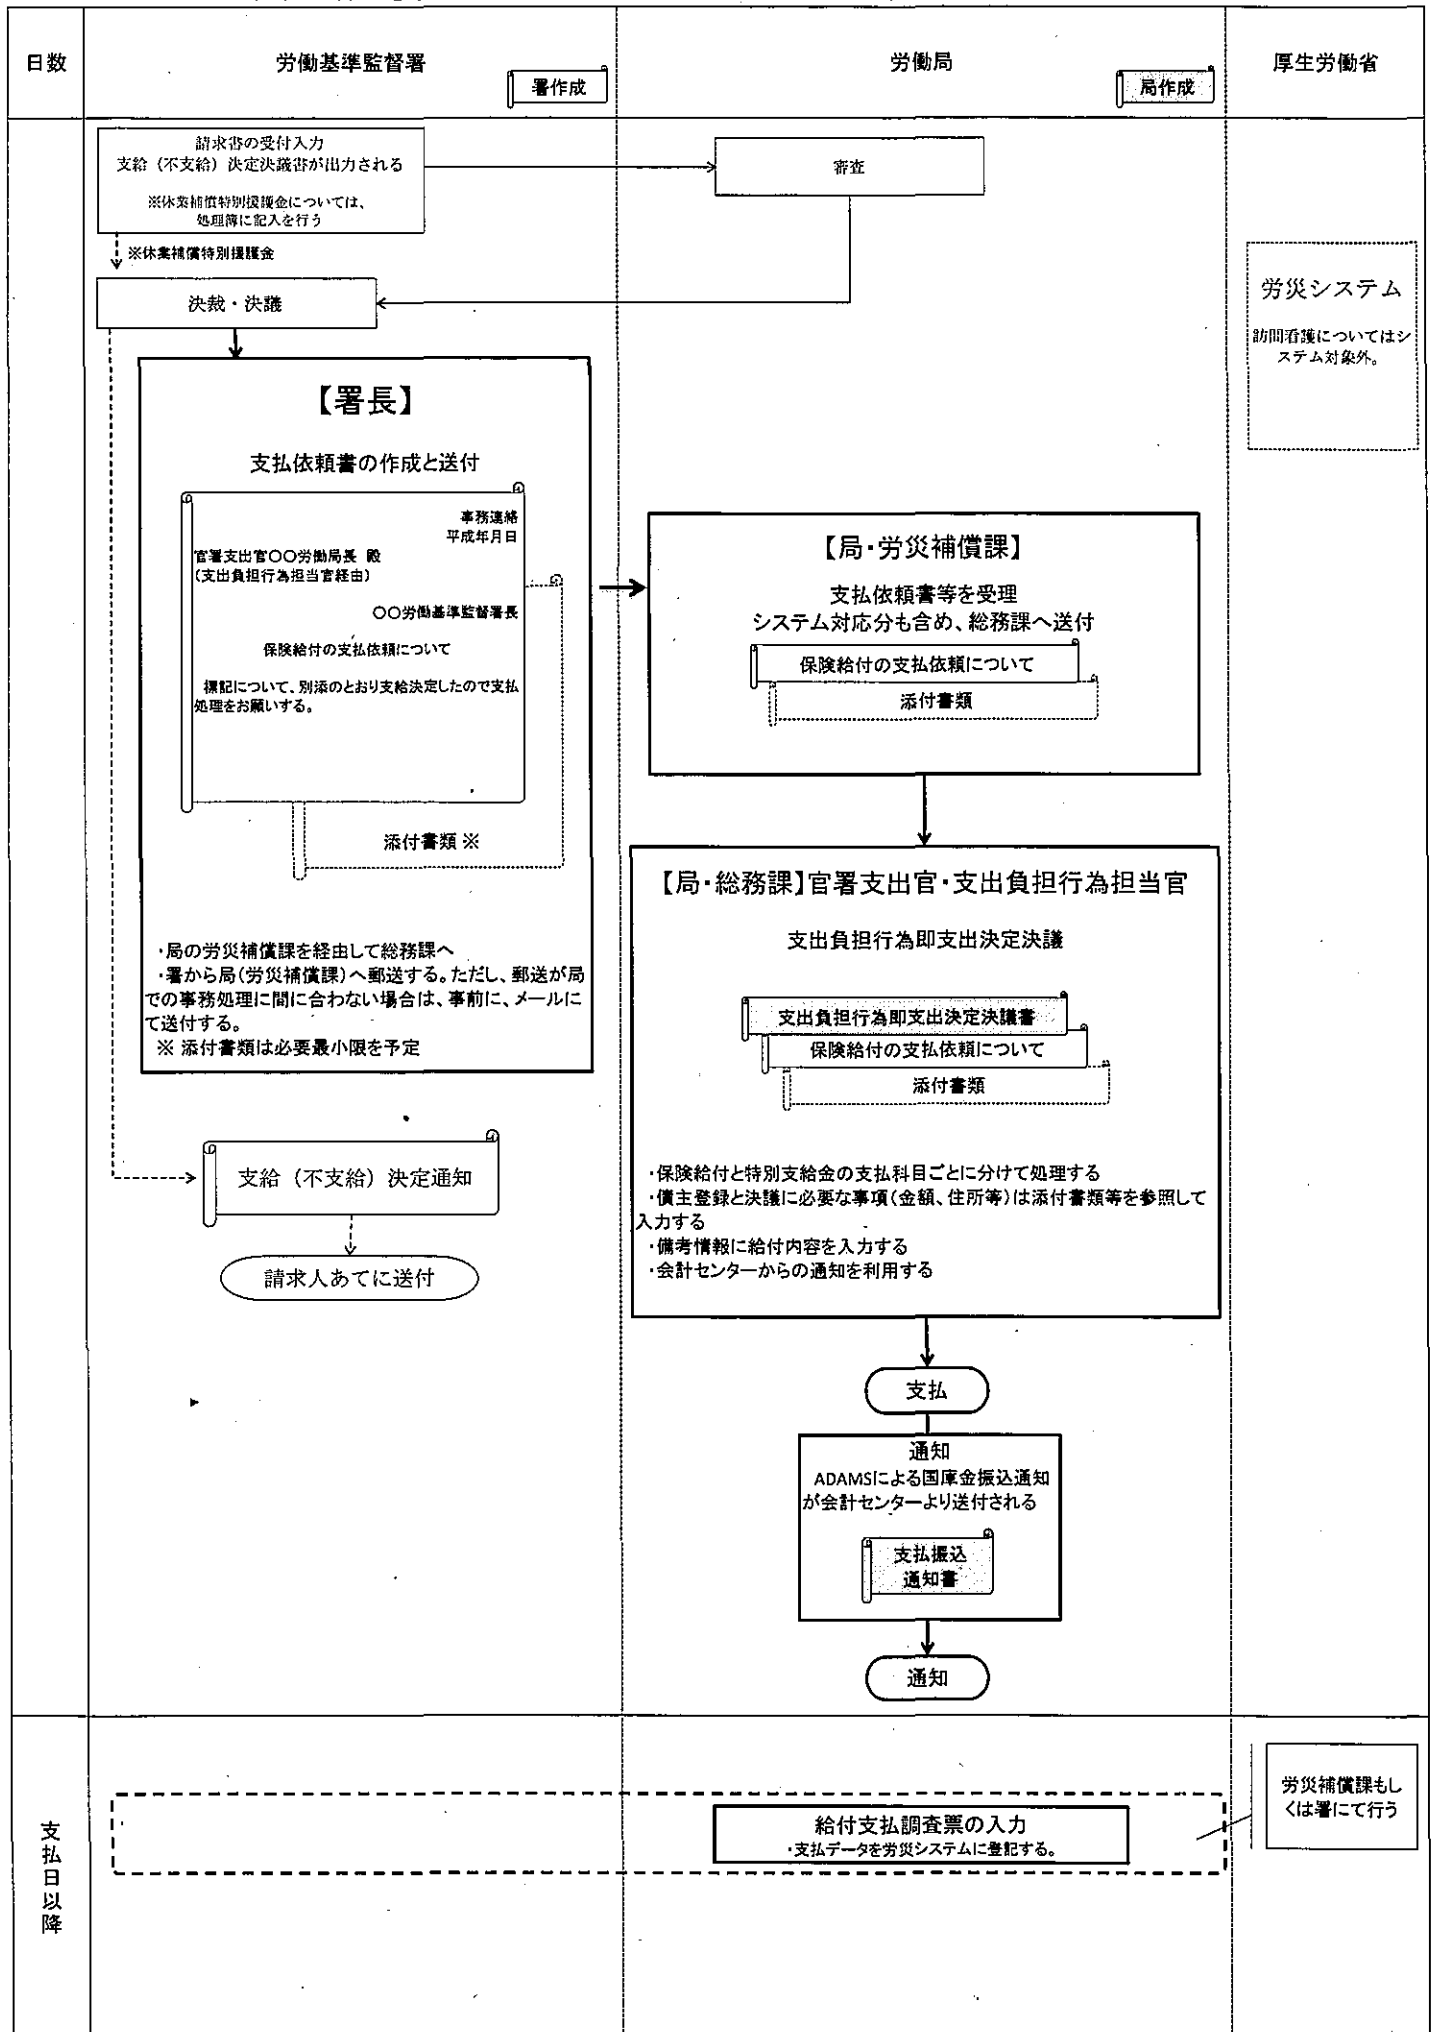 日数
労働基準監督署
署作成
労働局
局作成
厚生労働省
請求書の受付入力
支給（不支給）決定決議書が出力される
※休業補償特別援護金については、
処理簿に記入を行う
審査
※休業補償特別援護金
決裁・決議
労災システム
訪問看護についてはシ
ステム対象外。
【署長】
支払依頼書の作成と送付
事務連絡
平成年月日
官署支出官〇〇労働局長 殿
(支出負担行為担当官経由)
〇〇労働基準監督署長
保険給付の支払依頼について
標記について、別添のとおり支給決定したので支払
処理をお願いする。
添付書類 ※
・局の労災補償課を経由して総務課へ
・署から局(労災補償課)へ郵送する。ただし、郵送が局
での事務処理に間に合わない場合は、事前に、メールに
て送付する。
※ 添付書類は必要最小限を予定
【局・労災補償課】
支払依頼書等を受理
システム対応分も含め、総務課へ送付
保険給付の支払依頼について
添付書類
【局・総務課】官署支出官・支出負担行為担当官
支出負担行為即支出決定決議
支出負担行為即支出決定決議書
保険給付の支払依頼について
添付書類
・保険給付と特別支給金の支払科目ごとに分けて処理する
・債主登録と決議に必要な事項(金額、住所等)は添付書類等を参照して
入力する
・備考情報に給付内容を入力する
・会計センターからの通知を利用する
支給（不支給）決定通知
請求人あてに送付
支払
通知
ADAMSによる国庫金振込通知
が会計センターより送付される
支払振込
通知書
通知
支払日以降
給付支払調査票の入力
・支払データを労災システムに登記する。
労災補償課もし
くは署にて行う